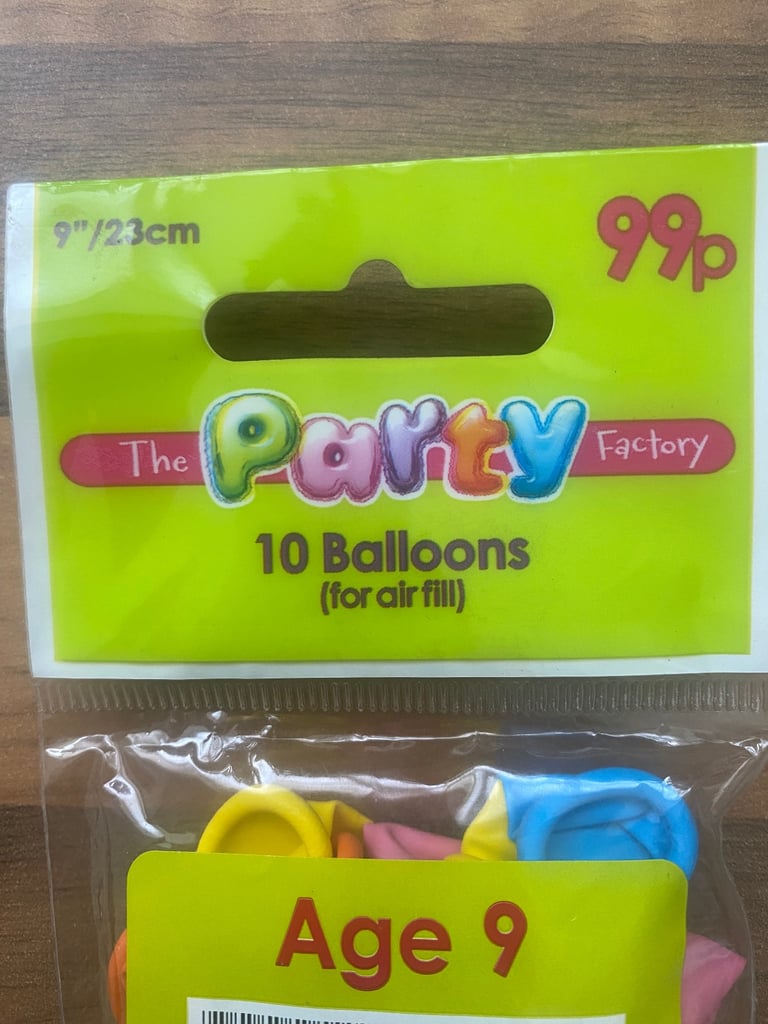 9"/23cm
99p
The Party Factory
10 Balloons
(for air fill)
Age 9